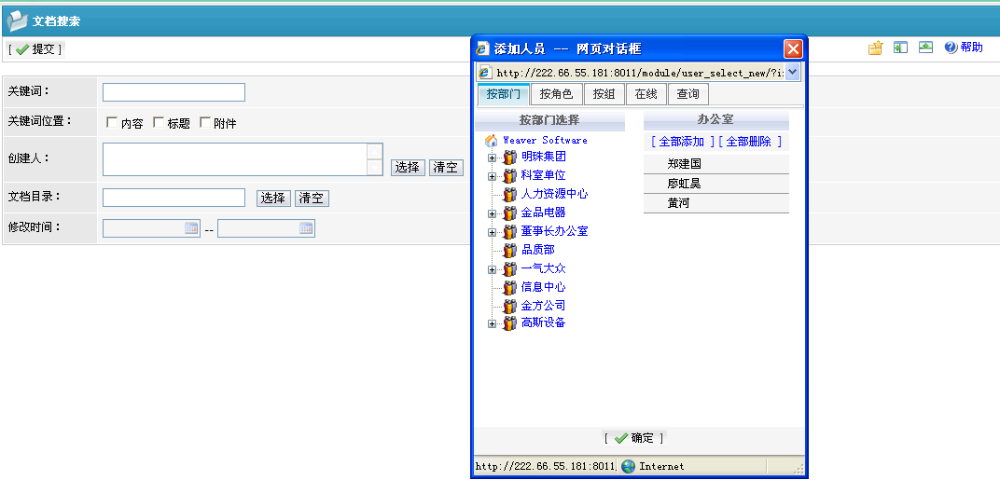 文档搜索
[ 提交 ]
帮助
关键词：
关键词位置：
内容 标题 附件
创建人：
选择 清空
文档目录：
选择 清空
修改时间：
--
添加人员 -- 网页对话框
http://222.66.55.181:8011/module/user_select_new/?i
按部门 按角色 按组 在线 查询
按部门选择
Weaver Software
明珠集团
科室单位
人力资源中心
金品电器
董事长办公室
品质部
一气大众
信息中心
金方公司
高斯设备
办公室
[ 全部添加 ] [ 全部删除 ]
郑建国
廖虹昊
黄河
[ 确定 ]
http://222.66.55.181:8011
Internet